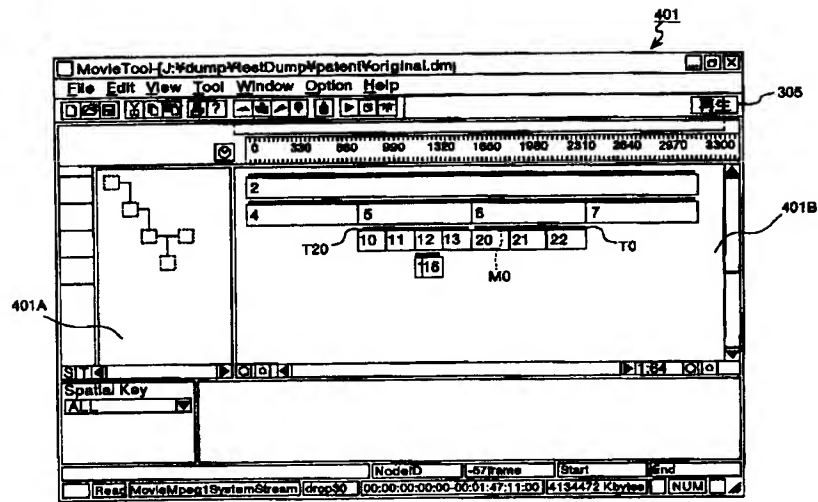 401
MovieTool-[J:¥dump¥TestDump¥patent¥original.dm]
File Edit View Tool Window Option Help
再生
305
0 330 660 990 1320 1650 1980 2310 2640 2970 3300
2
4 5 6 7
401B
10 11 12 13 20 21 22
T20
T0
16
M0
401A
S T
1:64
Spatial Key
ALL
NodeID -57frame Start End
Read MovieMpeg1SystemStream drop30 00:00:00:00:00-00:01:47:11:00 4134472 Kbytes NUM